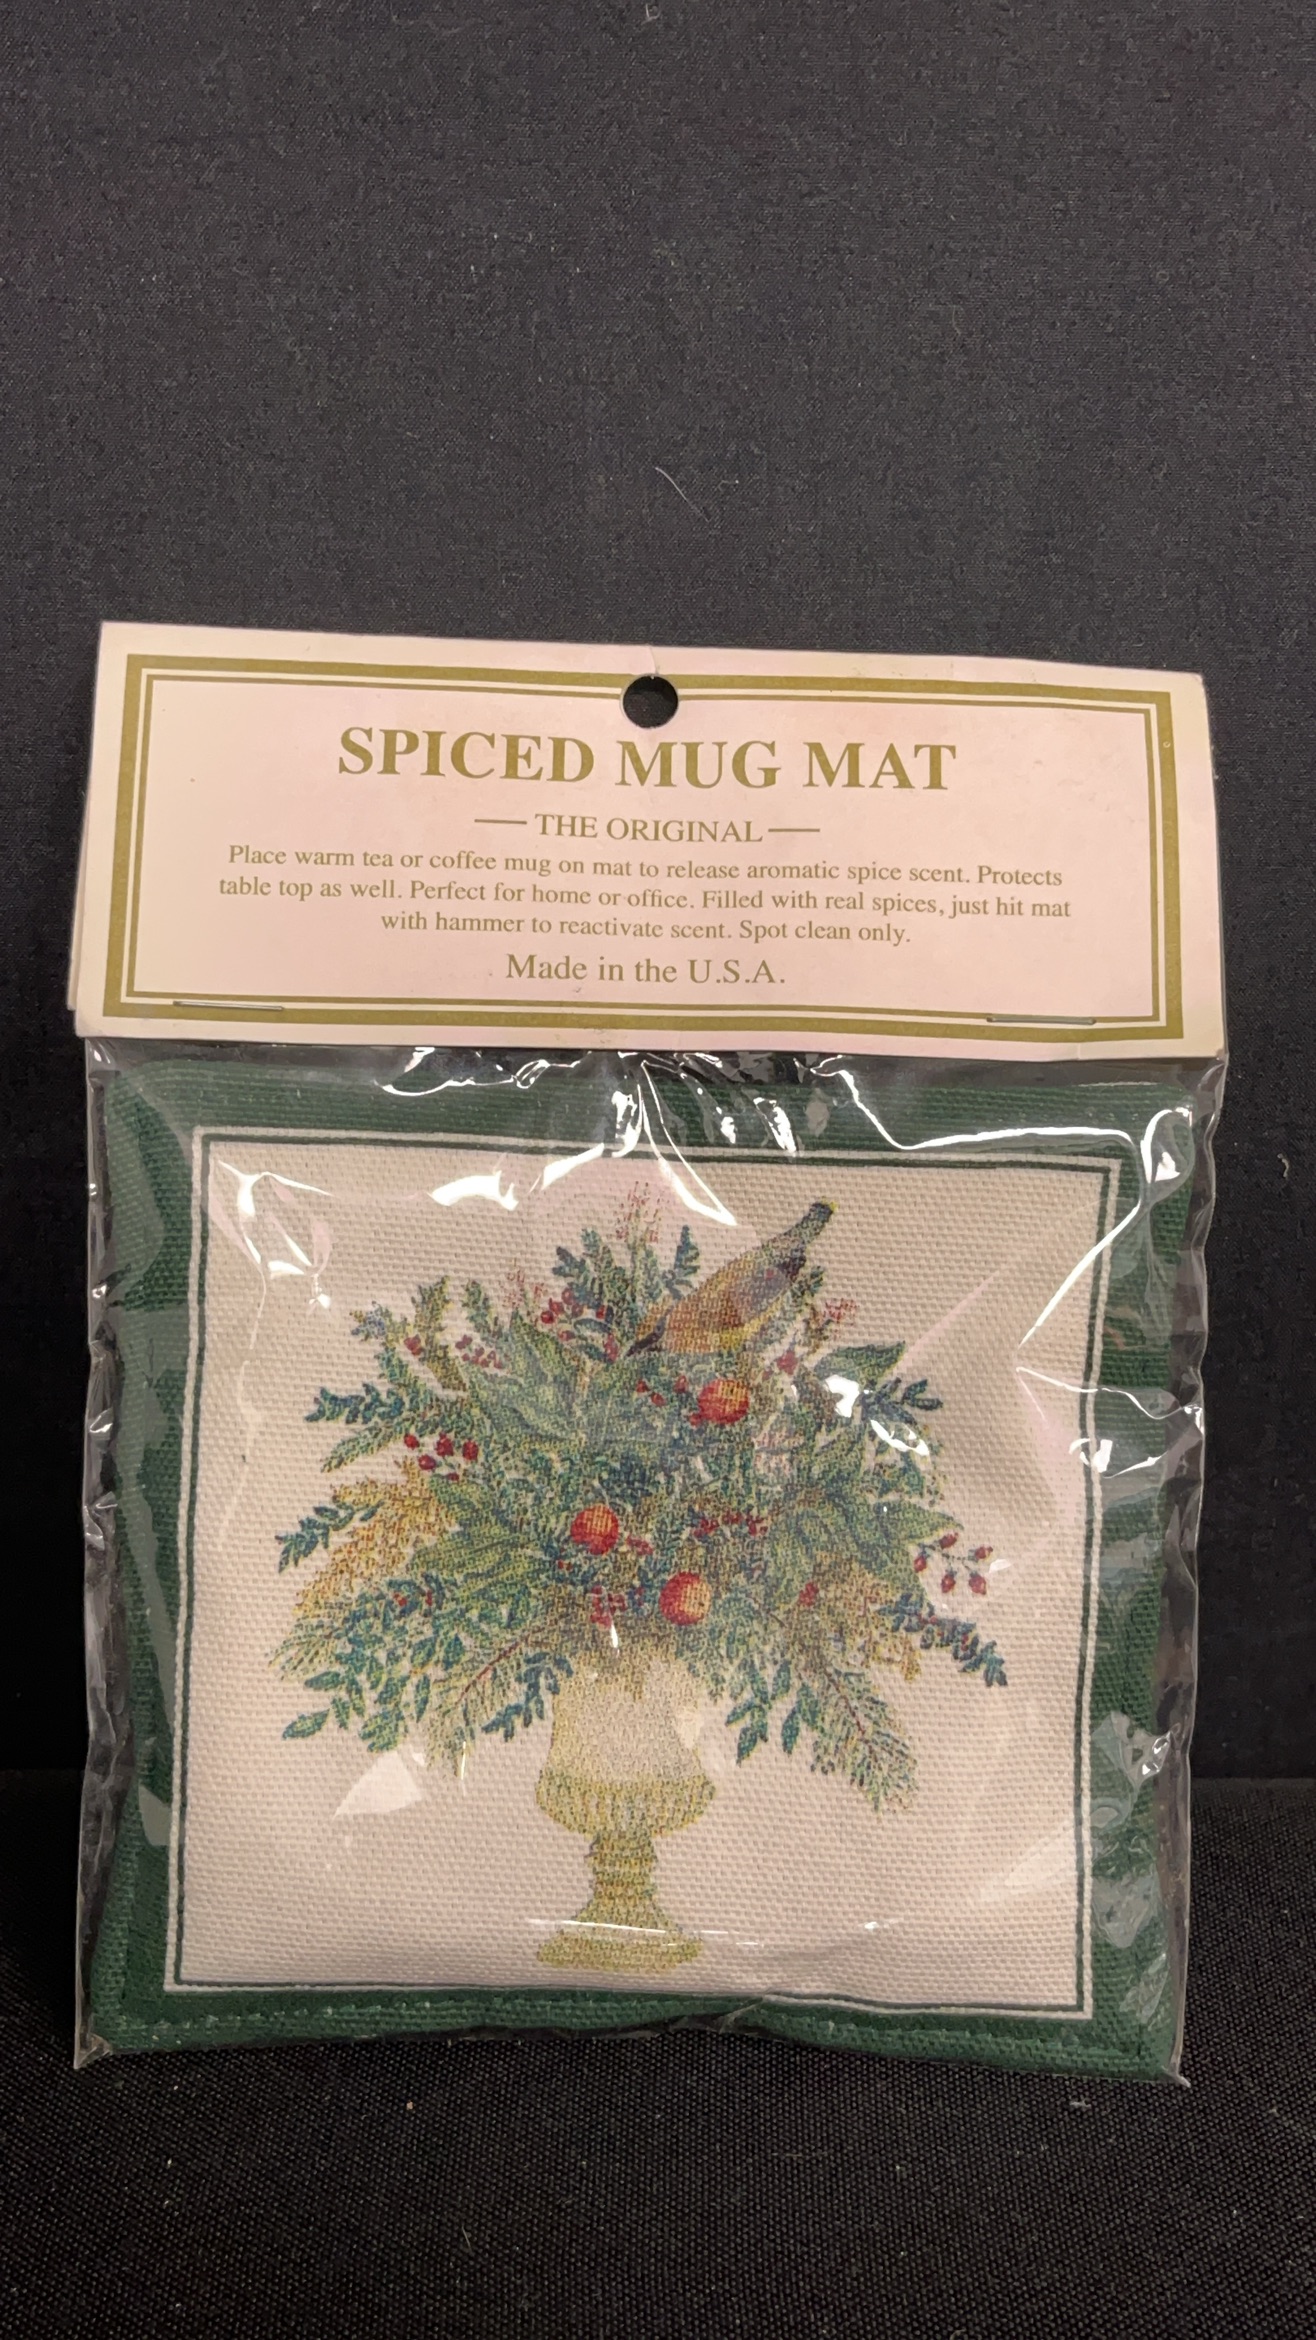 SPICED MUG MAT
THE ORIGINAL
Place warm tea or coffee mug on mat to release aromatic spice scent. Protects
table top as well. Perfect for home or office. Filled with real spices, just hit mat
with hammer to reactivate scent. Spot clean only.
Made in the U.S.A.